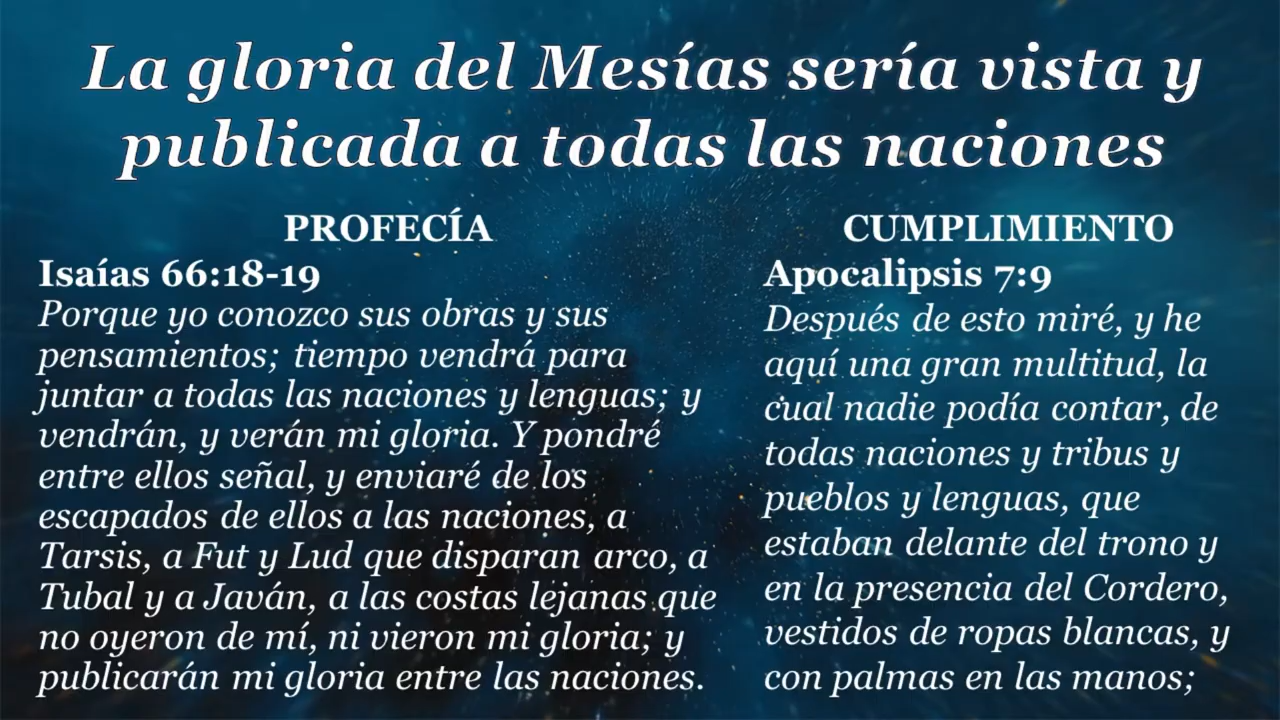 La gloria del Mesías sería vista y
publicada a todas las naciones
PROFECÍA
Isaías 66:18-19
Porque yo conozco sus obras y sus
pensamientos; tiempo vendrá para
juntar a todas las naciones y lenguas; y
vendrán, y verán mi gloria. Y pondré
entre ellos señal, y enviaré de los
escapados de ellos a las naciones, a
Tarsis, a Fut y Lud que disparan arco, a
Tubal y a Javán, a las costas lejanas que
no oyeron de mí, ni vieron mi gloria; y
publicarán mi gloria entre las naciones.
CUMPLIMIENTO
Apocalipsis 7:9
Después de esto miré, y he
aquí una gran multitud, la
cual nadie podía contar, de
todas naciones y tribus y
pueblos y lenguas, que
estaban delante del trono y
en la presencia del Cordero,
vestidos de ropas blancas, y
con palmas en las manos;